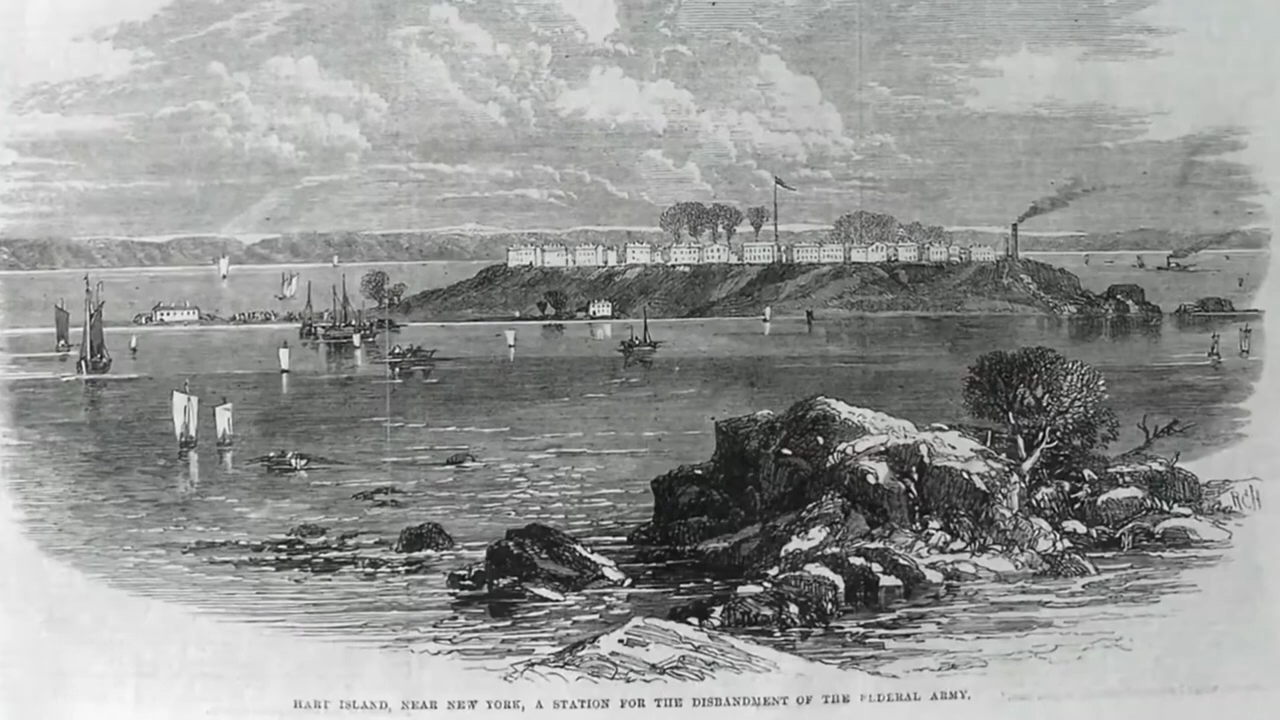 HART ISLAND, NEAR NEW YORK, A STATION FOR THE DISBANDMENT OF THE FEDERAL ARMY.